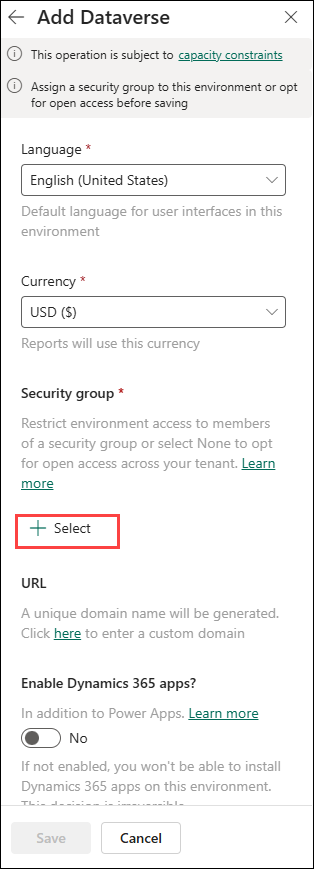 Add Dataverse
This operation is subject to capacity constraints
Assign a security group to this environment or opt
for open access before saving
Language *
English (United States)
Default language for user interfaces in this
environment
Currency *
USD ($)
Reports will use this currency
Security group *
Restrict environment access to members
of a security group or select None to opt
for open access across your tenant. Learn
more
Select
URL
A unique domain name will be generated.
Click here to enter a custom domain
Enable Dynamics 365 apps?
In addition to Power Apps. Learn more
No
If not enabled, you won't be able to install
Dynamics 365 apps on this environment.
This decision is irreversible
Save
Cancel